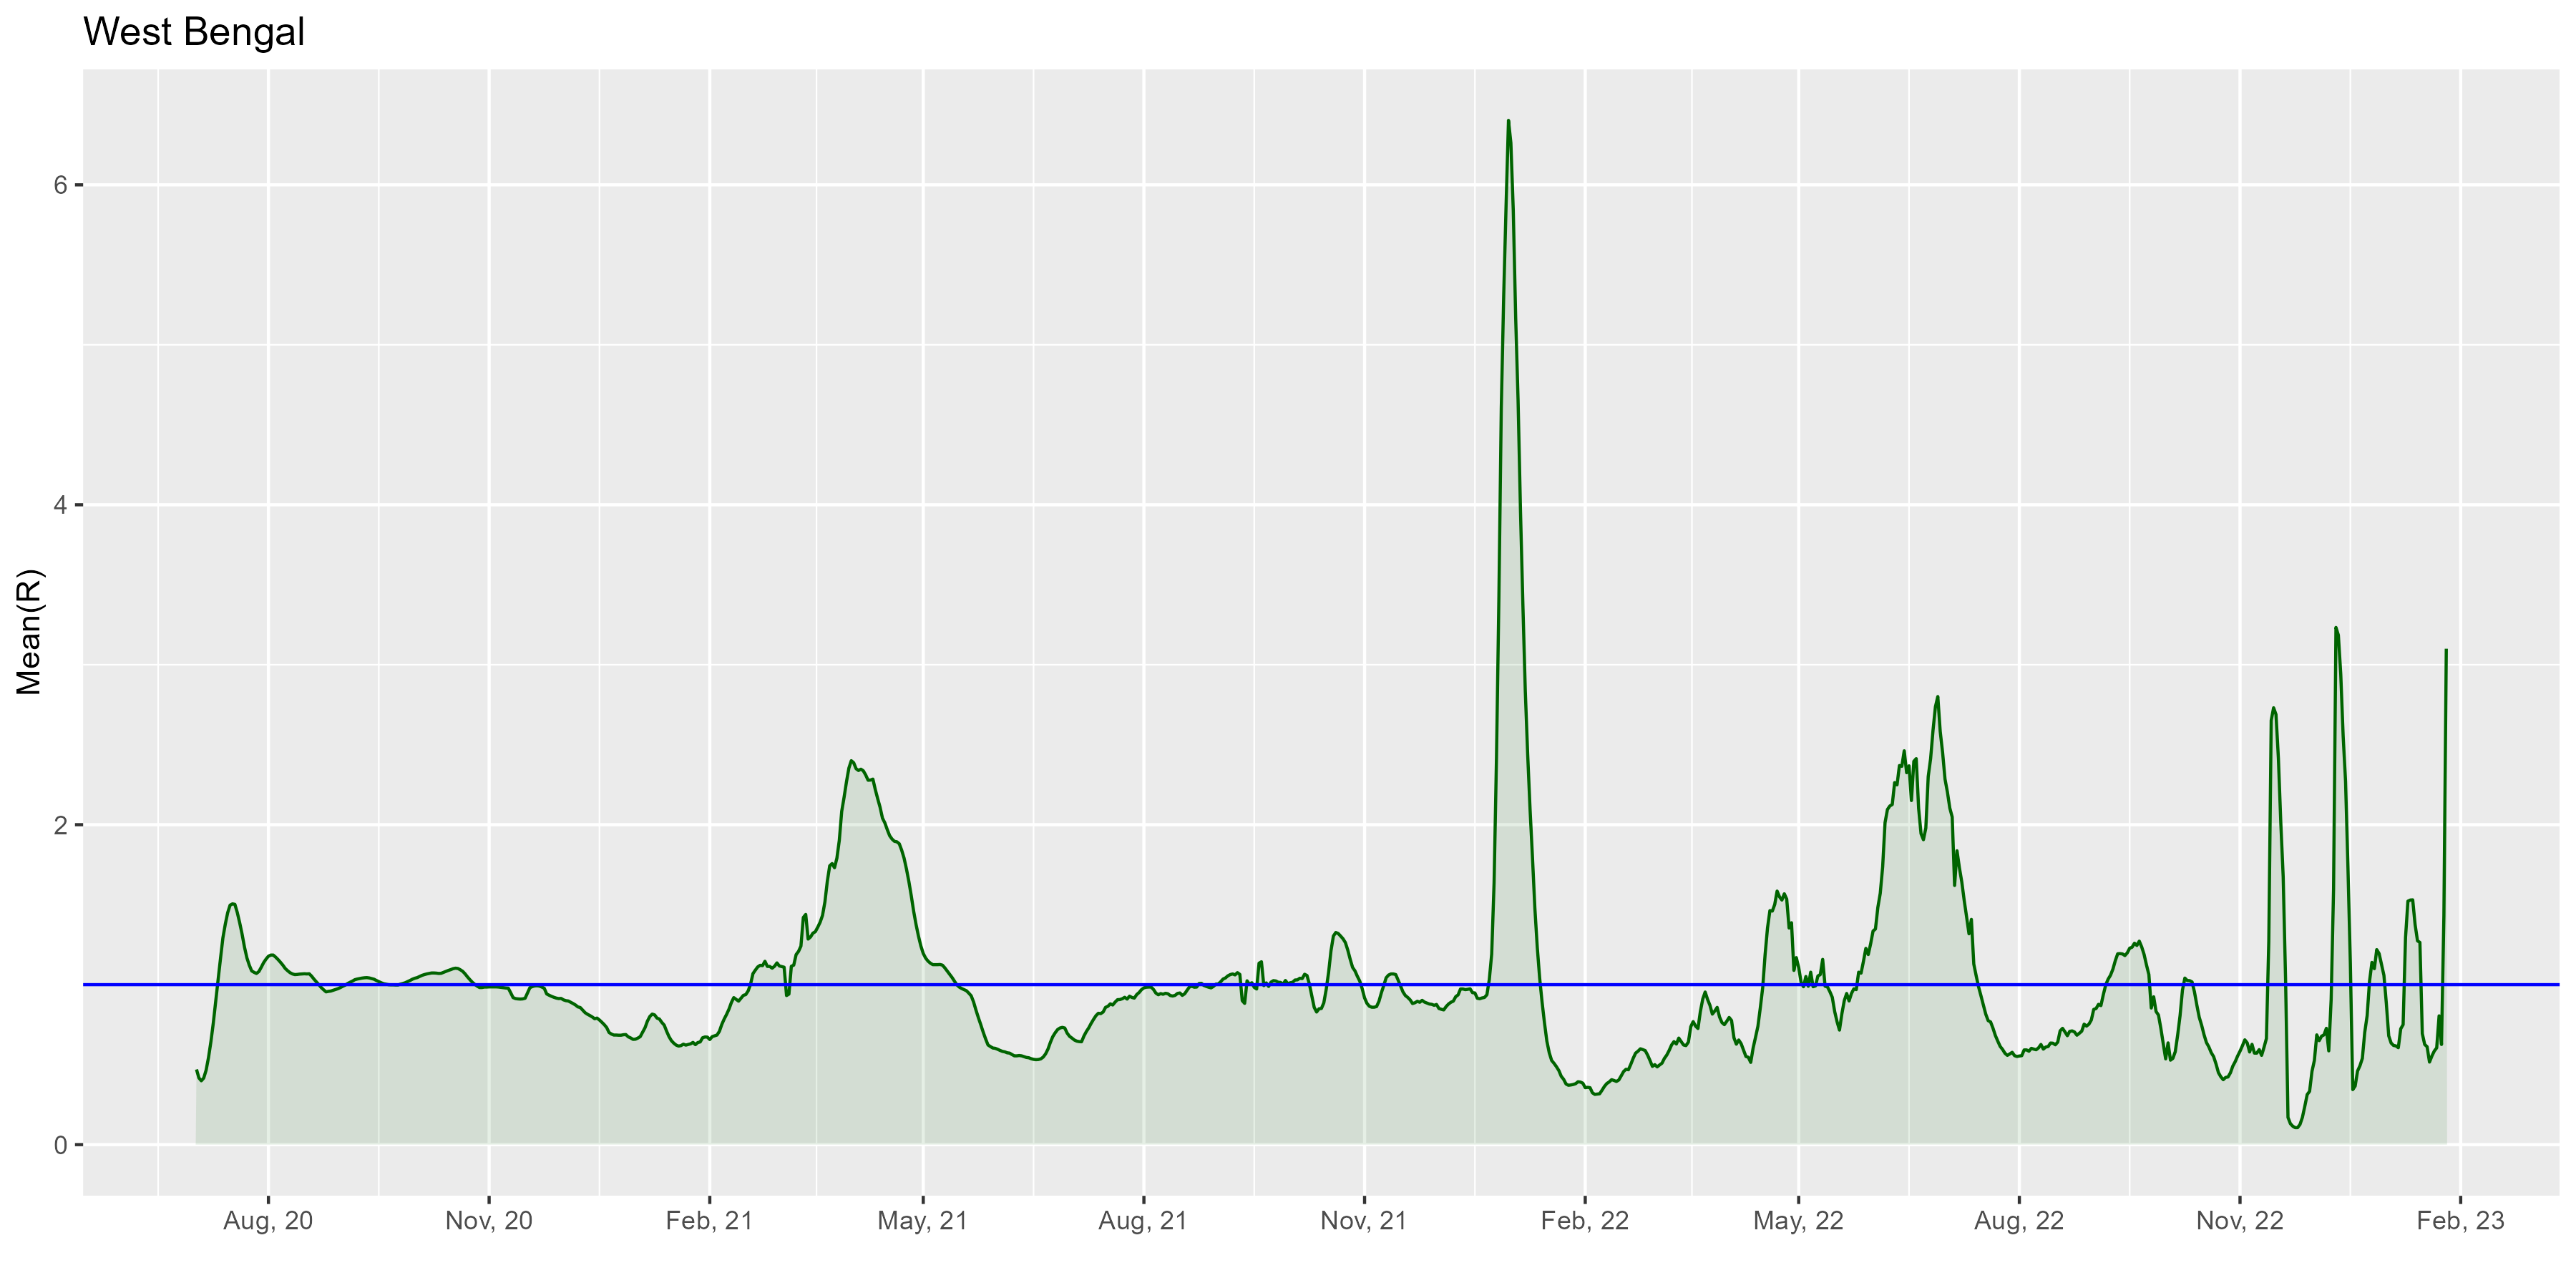 West Bengal
Mean(R)
6
4
2
0
Aug, 20 Nov, 20 Feb, 21 May, 21 Aug, 21 Nov, 21 Feb, 22 May, 22 Aug, 22 Nov, 22 Feb, 23